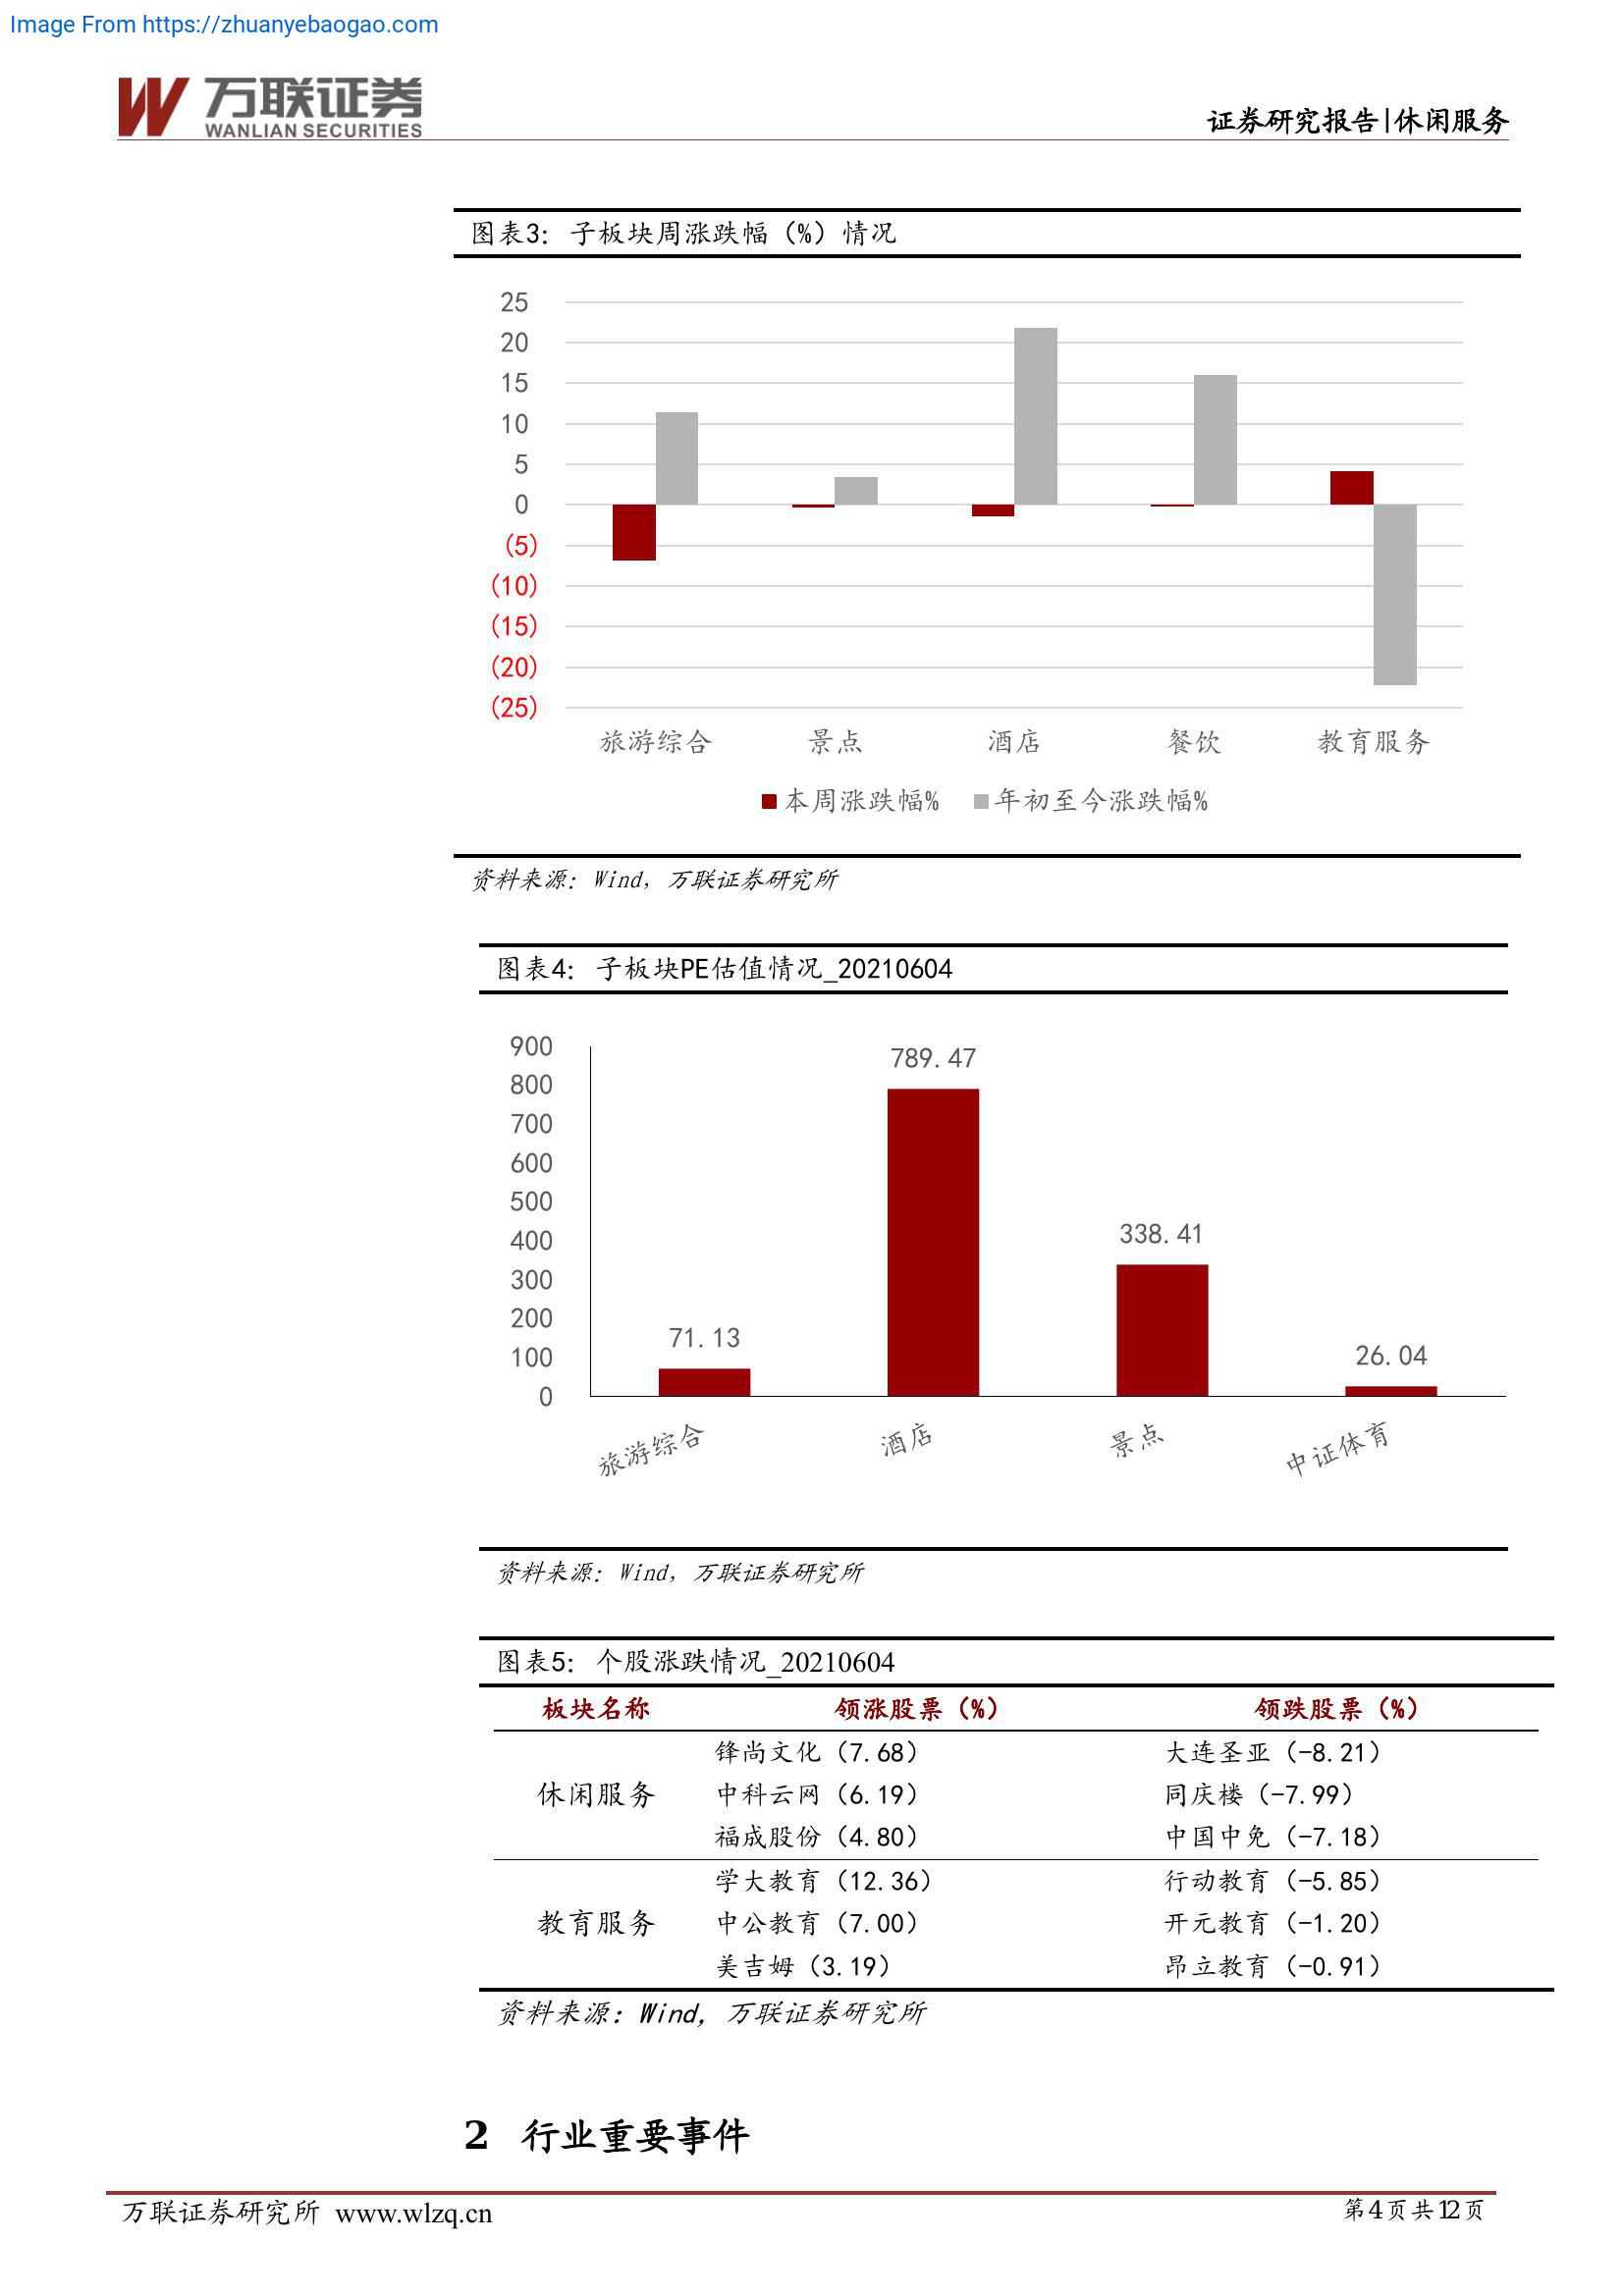 Image From https://zhuanyebaogao.com
万联证券
WANLIAN SECURITIES
证券研究报告|休闲服务
图表3：子板块周涨跌幅（%）情况
25
20
15
10
5
0
(5)
(10)
(15)
(20)
(25)
旅游综合 景点 酒店 餐饮 教育服务
本周涨跌幅% 年初至今涨跌幅%
资料来源：Wind，万联证券研究所
图表4：子板块PE估值情况_20210604
900
800
700
600
500
400
300
200
100
0
71.13 789.47 338.41 26.04
旅游综合 酒店 景点 中证体育
资料来源：Wind，万联证券研究所
图表5：个股涨跌情况_20210604
板块名称 领涨股票（%） 领跌股票（%）
锋尚文化（7.68） 大连圣亚（-8.21）
休闲服务 中科云网（6.19） 同庆楼（-7.99）
福成股份（4.80） 中国中免（-7.18）
学大教育（12.36） 行动教育（-5.85）
教育服务 中公教育（7.00） 开元教育（-1.20）
美吉姆（3.19） 昂立教育（-0.91）
资料来源：Wind，万联证券研究所
2 行业重要事件
万联证券研究所 www.wlzq.cn 第4页共12页